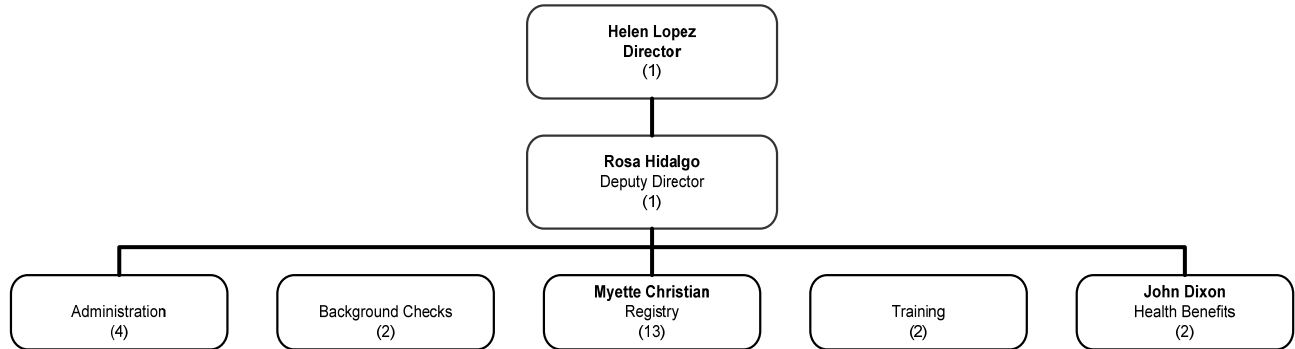 Helen Lopez
Director
(1)
Rosa Hidalgo
Deputy Director
(1)
Administration
(4)
Background Checks
(2)
Myette Christian
Registry
(13)
Training
(2)
John Dixon
Health Benefits
(2)